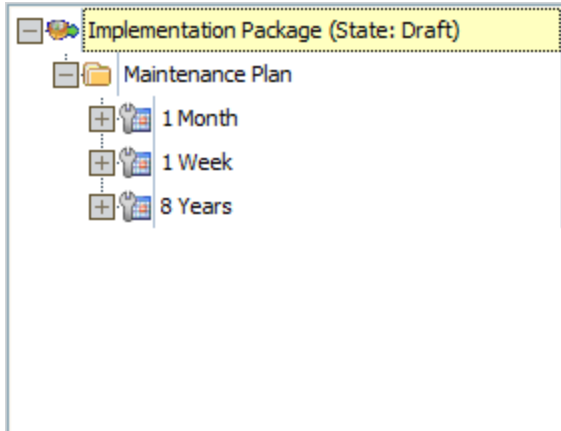 Implementation Package (State: Draft)
Maintenance Plan
1 Month
1 Week
8 Years